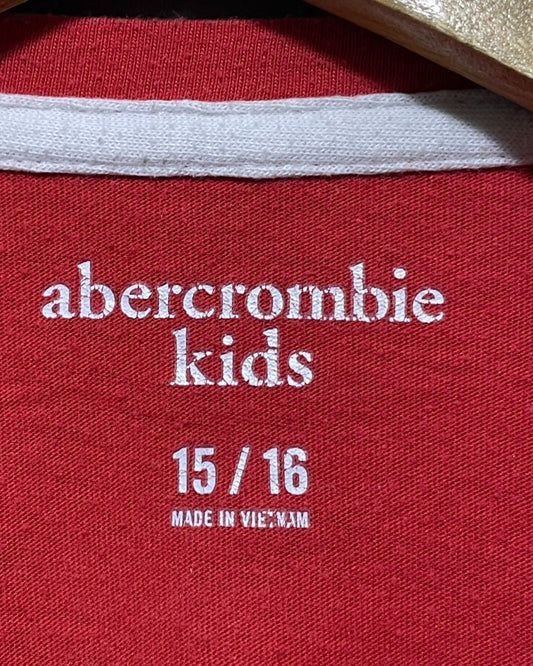 abercrombie
kids
15 / 16
MADE IN VIETNAM